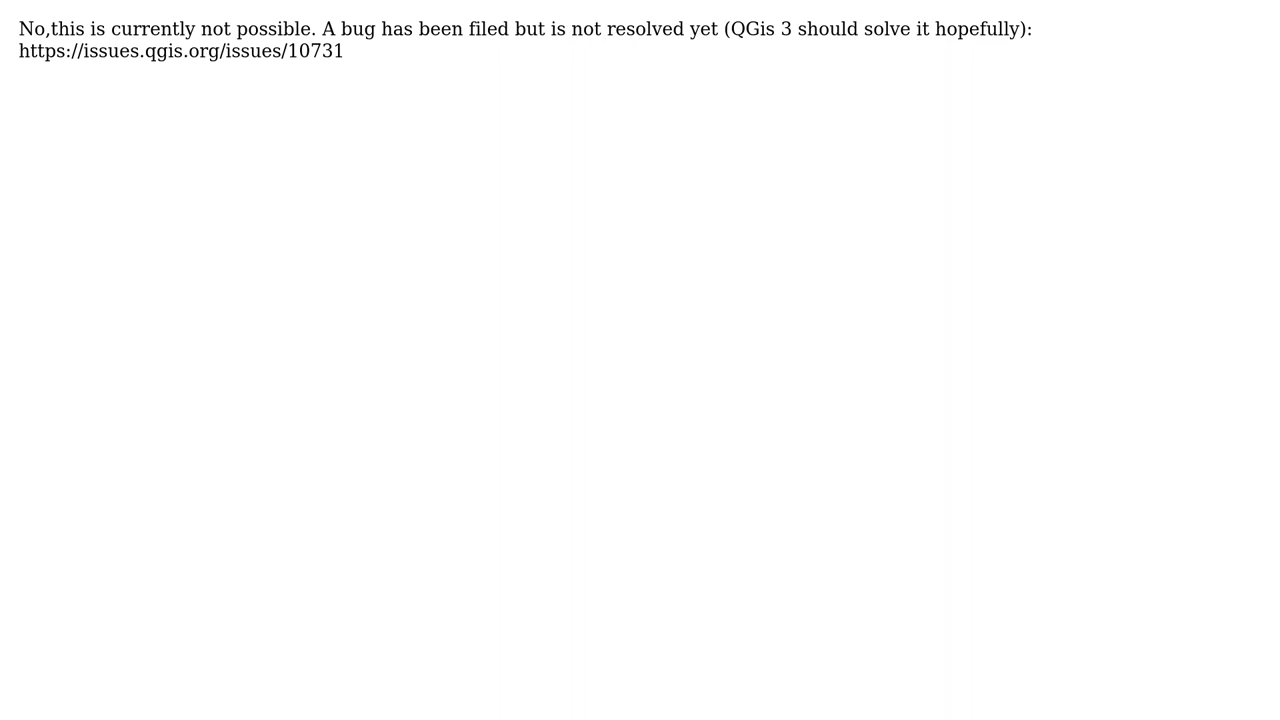 No,this is currently not possible. A bug has been filed but is not resolved yet (QGis 3 should solve it hopefully):
https://issues.qgis.org/issues/10731